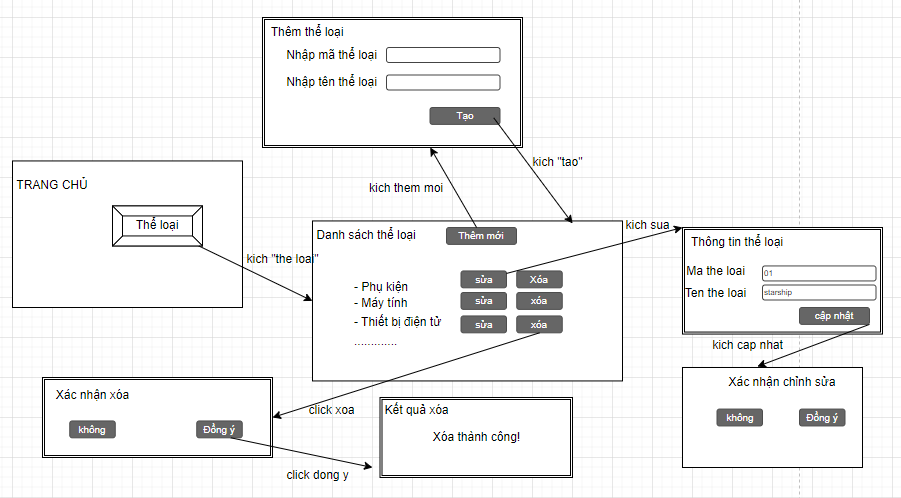 Thêm thể loại
Nhập mã thể loại
Nhập tên thể loại
Tạo
kich "tao"
kich them moi
TRANG CHỦ
Thể loại
kich "the loai"
Danh sách thể loại
Thêm mới
- Phụ kiện
sửa
Xóa
- Máy tính
sửa
xóa
- Thiết bị điện tử
sửa
xóa
.............
kich sua
Thông tin thể loại
Ma the loai
01
Ten the loai
starship
cập nhật
kich cap nhat
Xác nhận chỉnh sửa
không
Đồng ý
click xoa
Xác nhận xóa
không
Đồng ý
click dong y
Kết quả xóa
Xóa thành công!